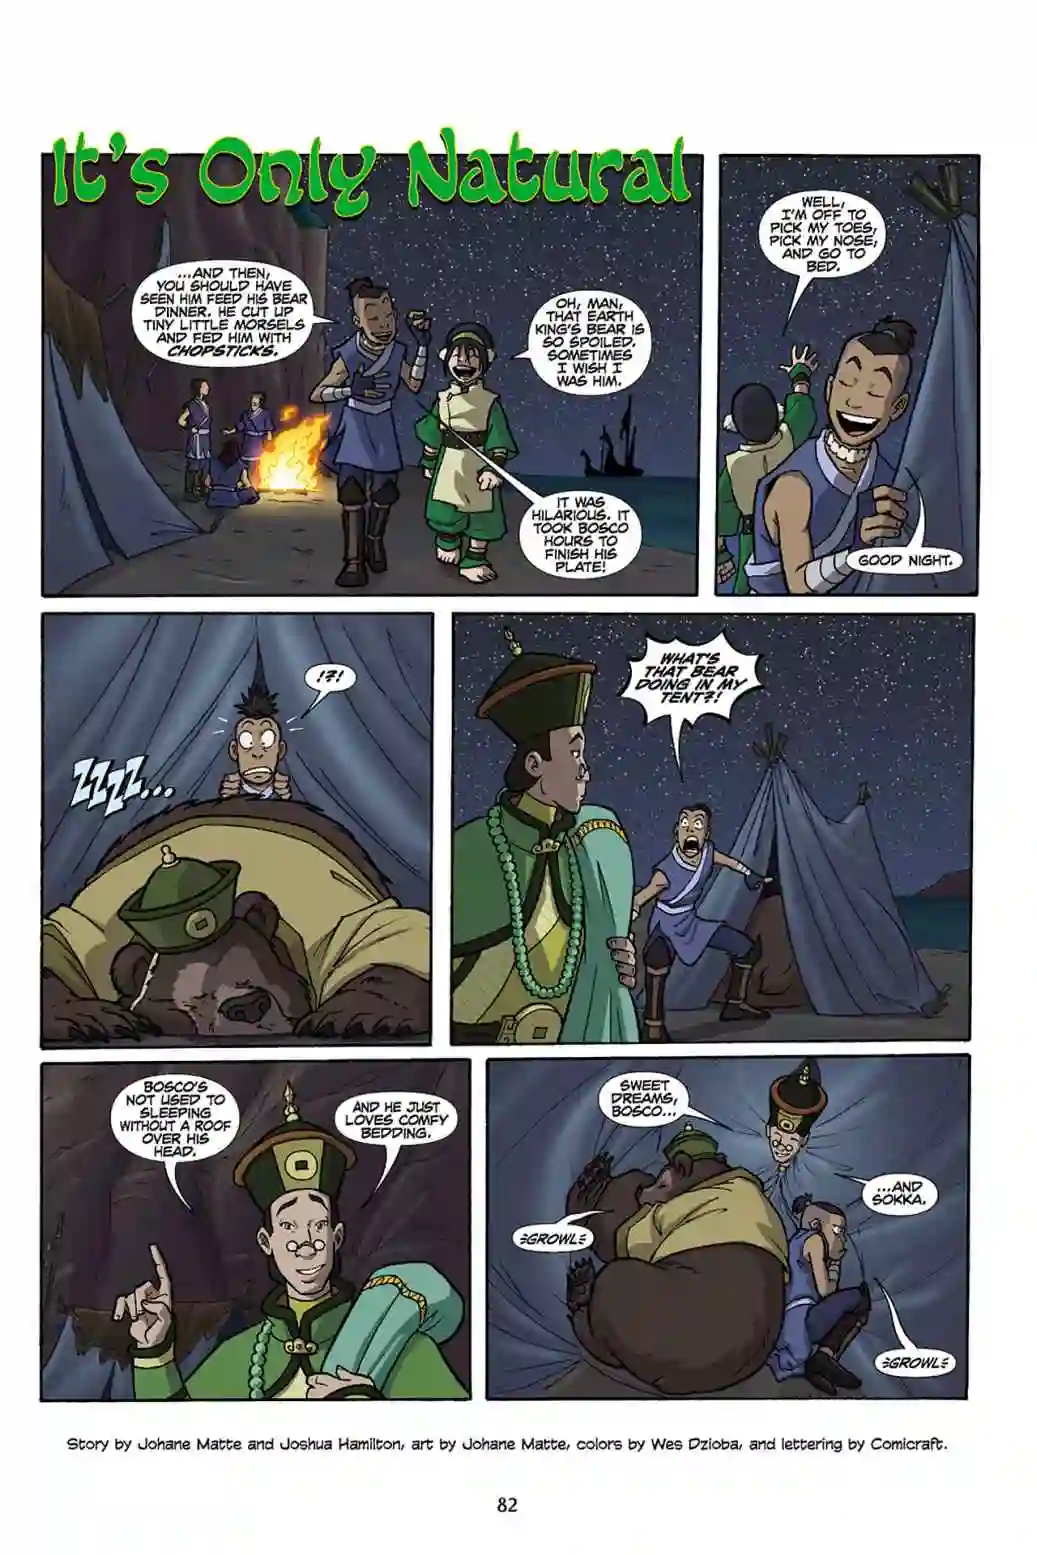 It's Only Natural
...AND THEN,
YOU SHOULD HAVE
SEEN HIM FEED HIS BEAR
DINNER. HE CUT UP
TINY LITTLE MORSELS
AND FED HIM WITH
CHOPSTICKS.
OH, MAN,
THAT EARTH
KING'S BEAR IS
SO SPOILED.
SOMETIMES
I WISH I
WAS HIM.
IT WAS
HILARIOUS. IT
TOOK BOSCO
HOURS TO
FINISH HIS
PLATE!
WELL,
I'M OFF TO
PICK MY TOES,
PICK MY NOSE,
AND GO TO
BED.
GOOD NIGHT.
!?!
ZZZZ...
WHAT'S
THAT BEAR
DOING IN MY
TENT?!
BOSCO'S
NOT USED TO
SLEEPING
WITHOUT A ROOF
OVER HIS
HEAD.
AND HE JUST
LOVES COMFY
BEDDING.
SWEET
DREAMS,
BOSCO...
...AND
SOKKA.
GROWL
GROWL
Story by Johane Matte and Joshua Hamilton, art by Johane Matte, colors by Wes Dzioba, and lettering by Comicraft.
82